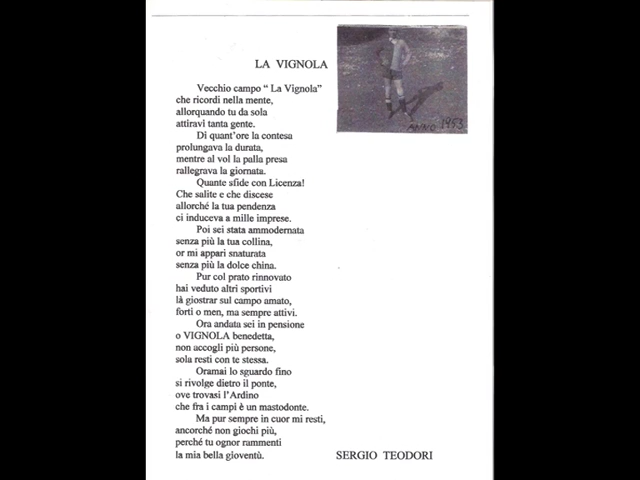 LA VIGNOLA
ANNO 1953
Vecchio campo “ La Vignola”
che ricordi nella mente,
allorquando tu da sola
attiravi tanta gente.
Di quant'ore la contesa
prolungava la durata,
mentre al vol la palla presa
rallegrava la giornata.
Quante sfide con Licenza!
Che salite e che discese
allorché la tua pendenza
ci induceva a mille imprese.
Poi sei stata ammodernata
senza più la tua collina,
or mi appari snaturata
senza più la dolce china.
Pur col prato rinnovato
hai veduto altri sportivi
là giostrar sul campo amato,
forti o men, ma sempre attivi.
Ora andata sei in pensione
o VIGNOLA benedetta,
non accogli più persone,
sola resti con te stessa.
Oramai lo sguardo fino
si rivolge dietro il ponte,
ove trovasi l'Ardino
che fra i campi è un mastodonte.
Ma pur sempre in cuor mi resti,
ancorché non giochi più,
perché tu ognor rammenti
la mia bella gioventù.
SERGIO TEODORI